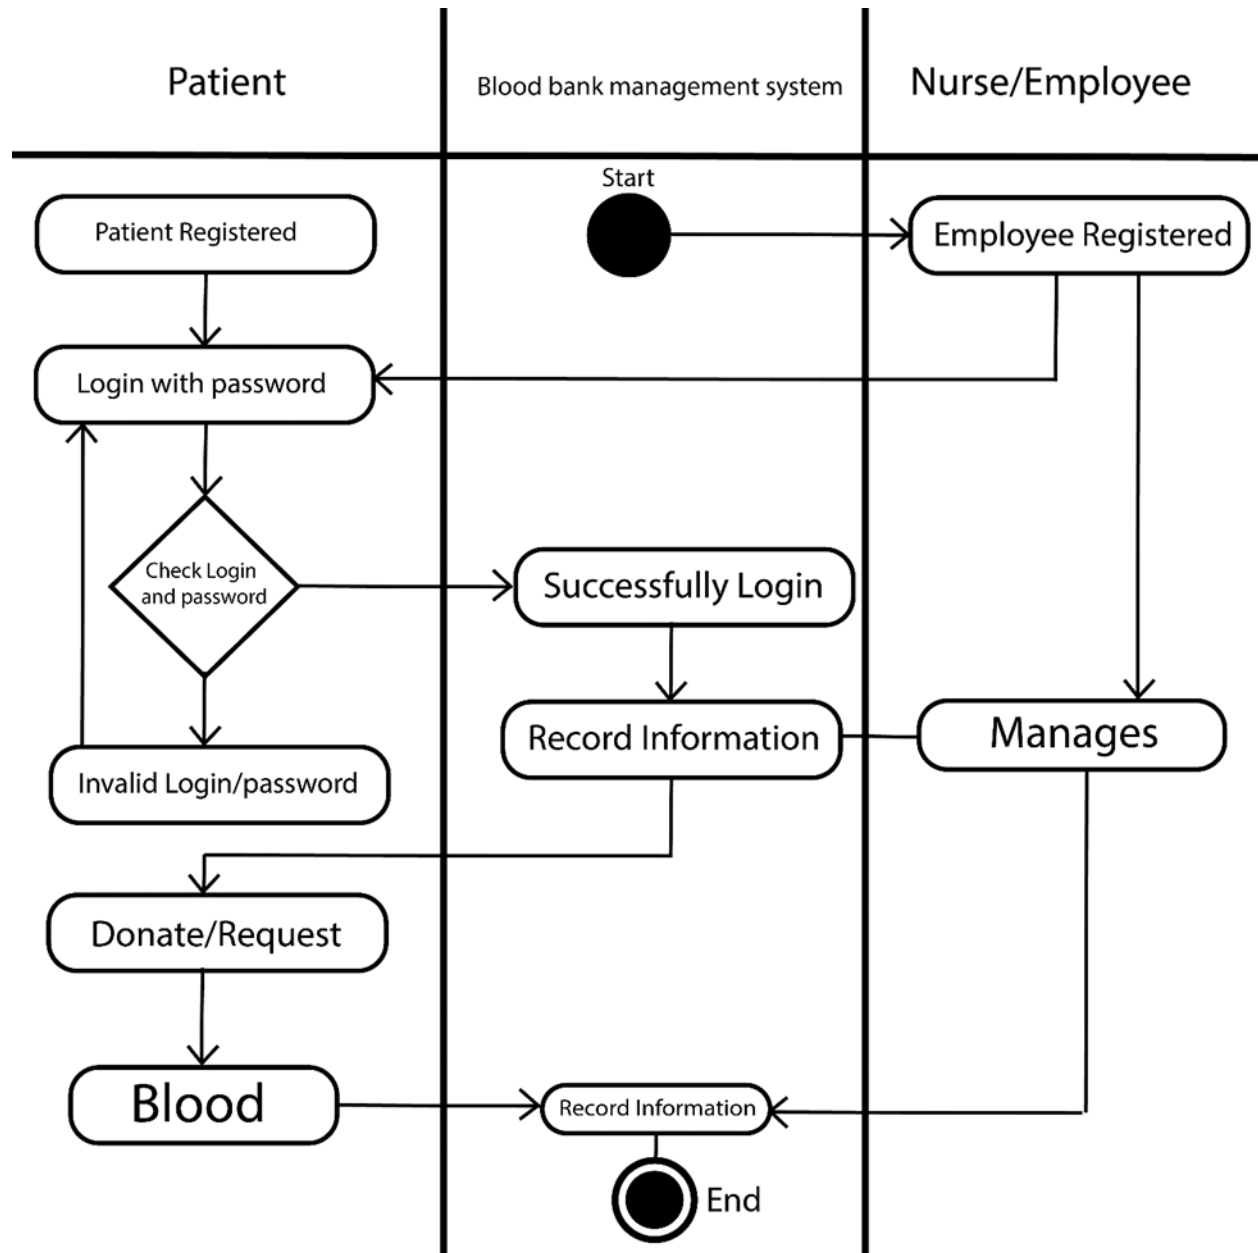 Patient
Blood bank management system
Nurse/Employee
Start
Patient Registered
Employee Registered
Login with password
Check Login
and password
Successfully Login
Record Information
Manages
Invalid Login/password
Donate/Request
Blood
Record Information
End